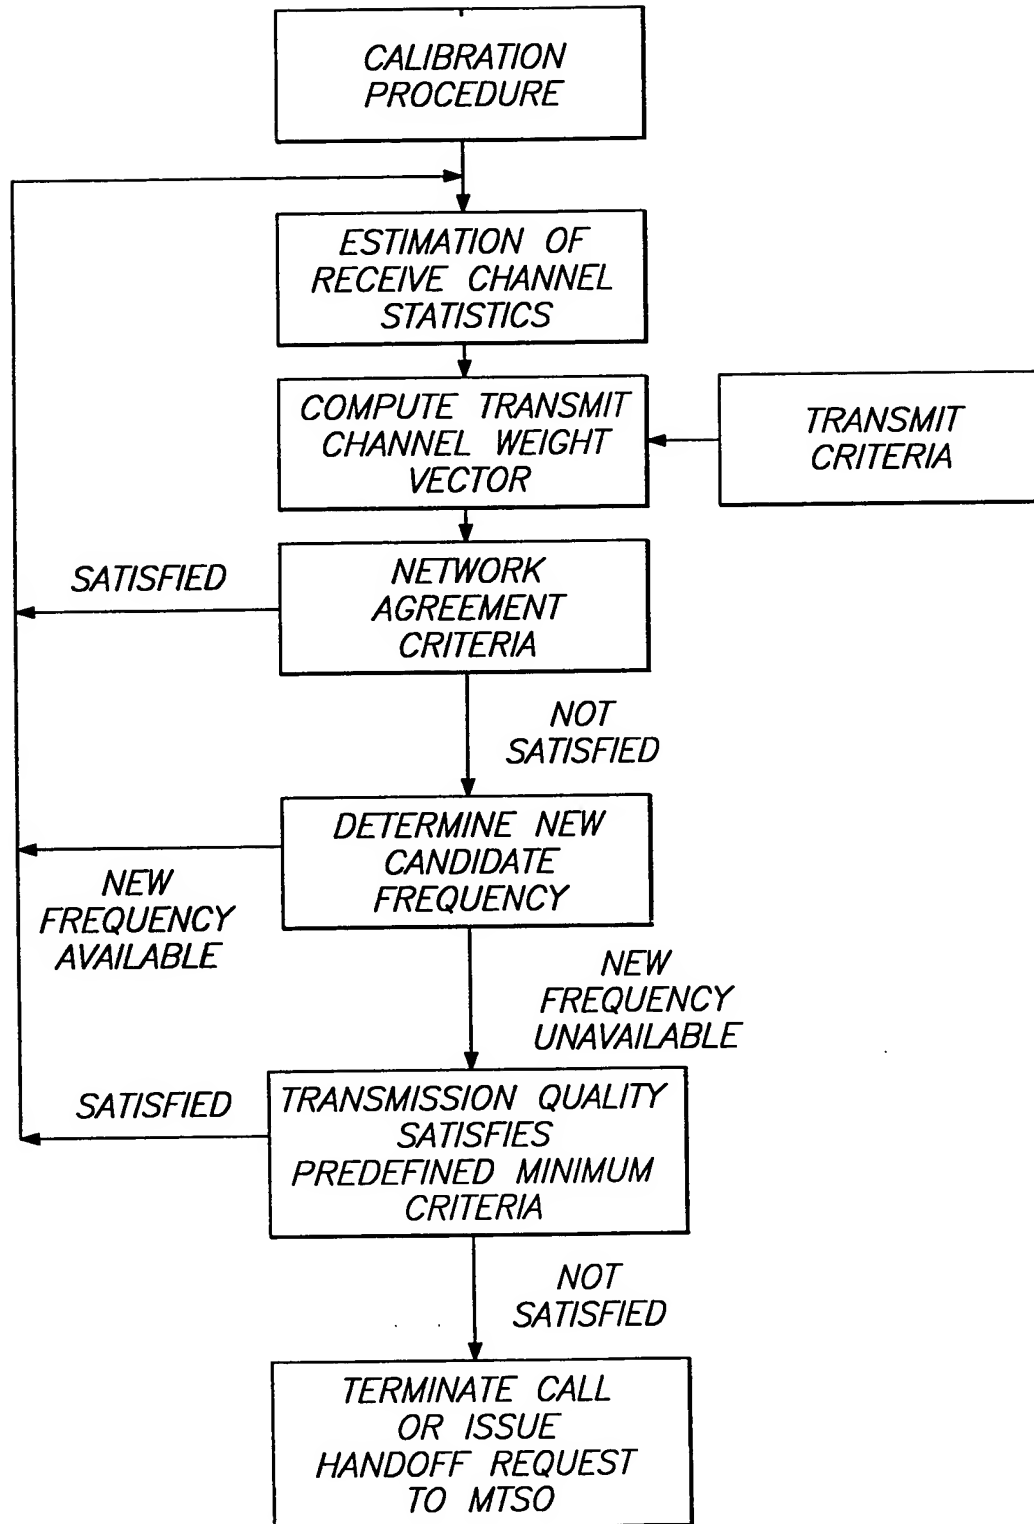 CALIBRATION
PROCEDURE
ESTIMATION OF
RECEIVE CHANNEL
STATISTICS
COMPUTE TRANSMIT
CHANNEL WEIGHT
VECTOR
TRANSMIT
CRITERIA
SATISFIED
NETWORK
AGREEMENT
CRITERIA
NOT
SATISFIED
DETERMINE NEW
CANDIDATE
FREQUENCY
NEW
FREQUENCY
AVAILABLE
NEW
FREQUENCY
UNAVAILABLE
SATISFIED
TRANSMISSION QUALITY
SATISFIES
PREDEFINED MINIMUM
CRITERIA
NOT
SATISFIED
TERMINATE CALL
OR ISSUE
HANDOFF REQUEST
TO MTSO